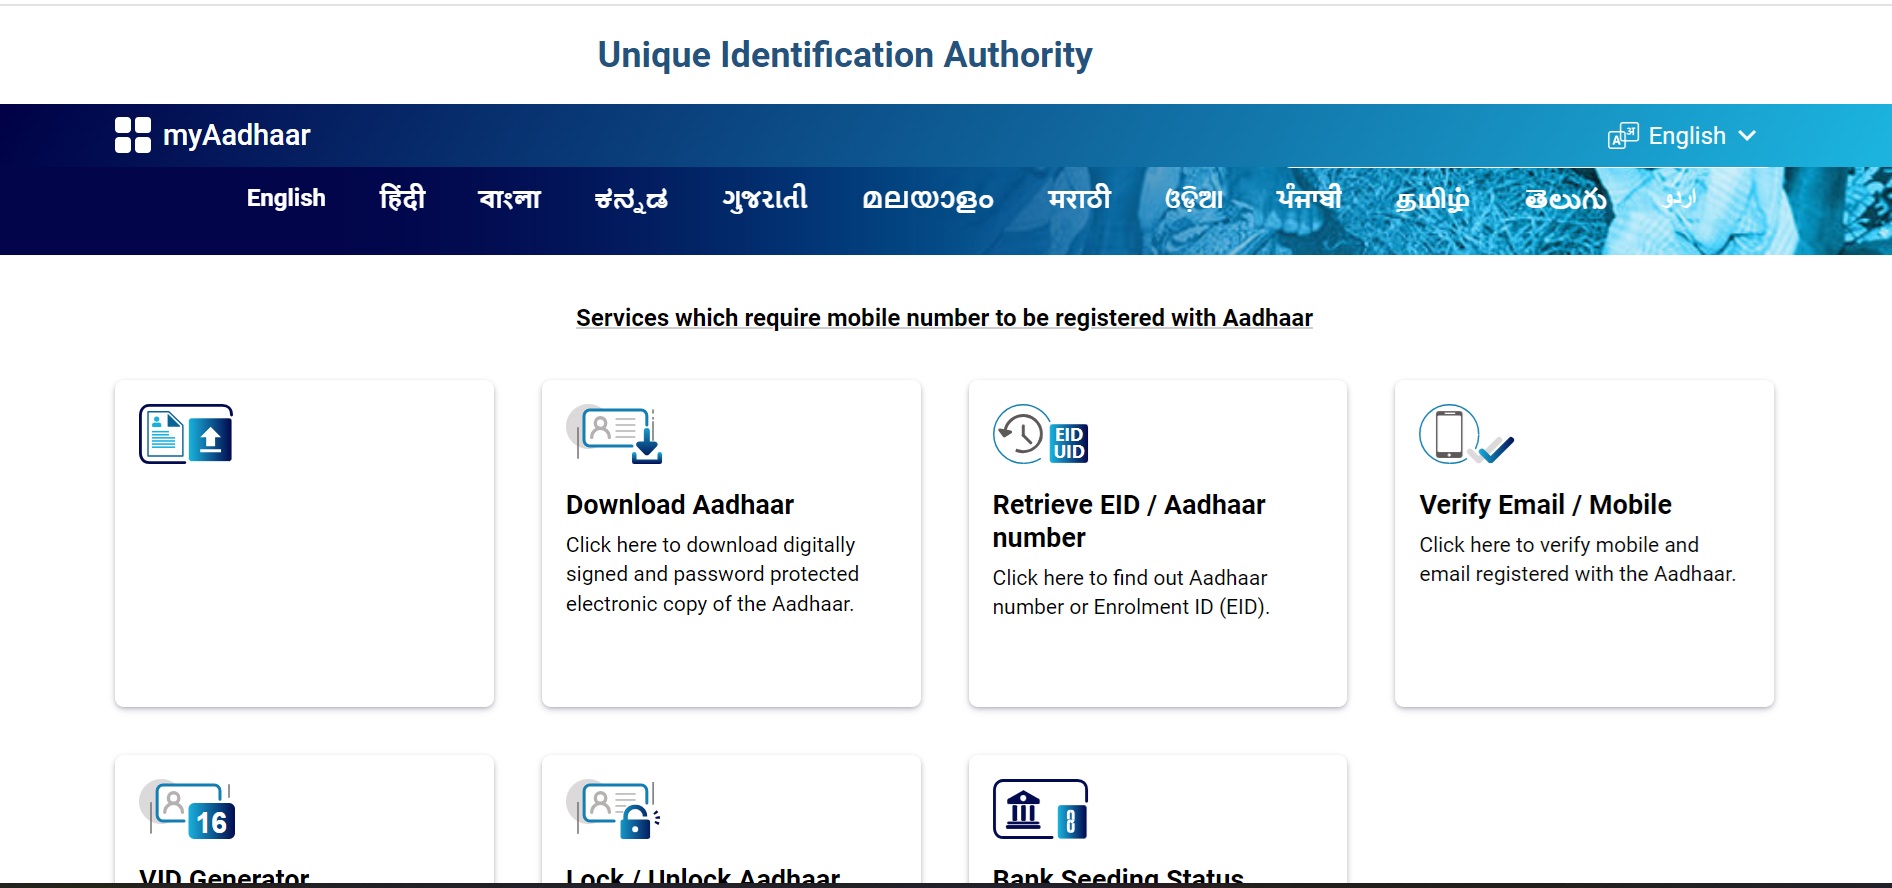 Unique Identification Authority
myAadhaar
English
English हिंदी বাংলা ಕನ್ನಡ ગુજરાતી മലയാളം मराठी ଓଡ଼ିଆ ਪੰਜਾਬੀ தமிழ் తెలుగు اردو
Services which require mobile number to be registered with Aadhaar
Download Aadhaar
Click here to download digitally
signed and password protected
electronic copy of the Aadhaar.
EID
UID
Retrieve EID / Aadhaar
number
Click here to find out Aadhaar
number or Enrolment ID (EID).
Verify Email / Mobile
Click here to verify mobile and
email registered with the Aadhaar.
16
VID Generator
Lock / Unlock Aadhaar
Bank Seeding Status